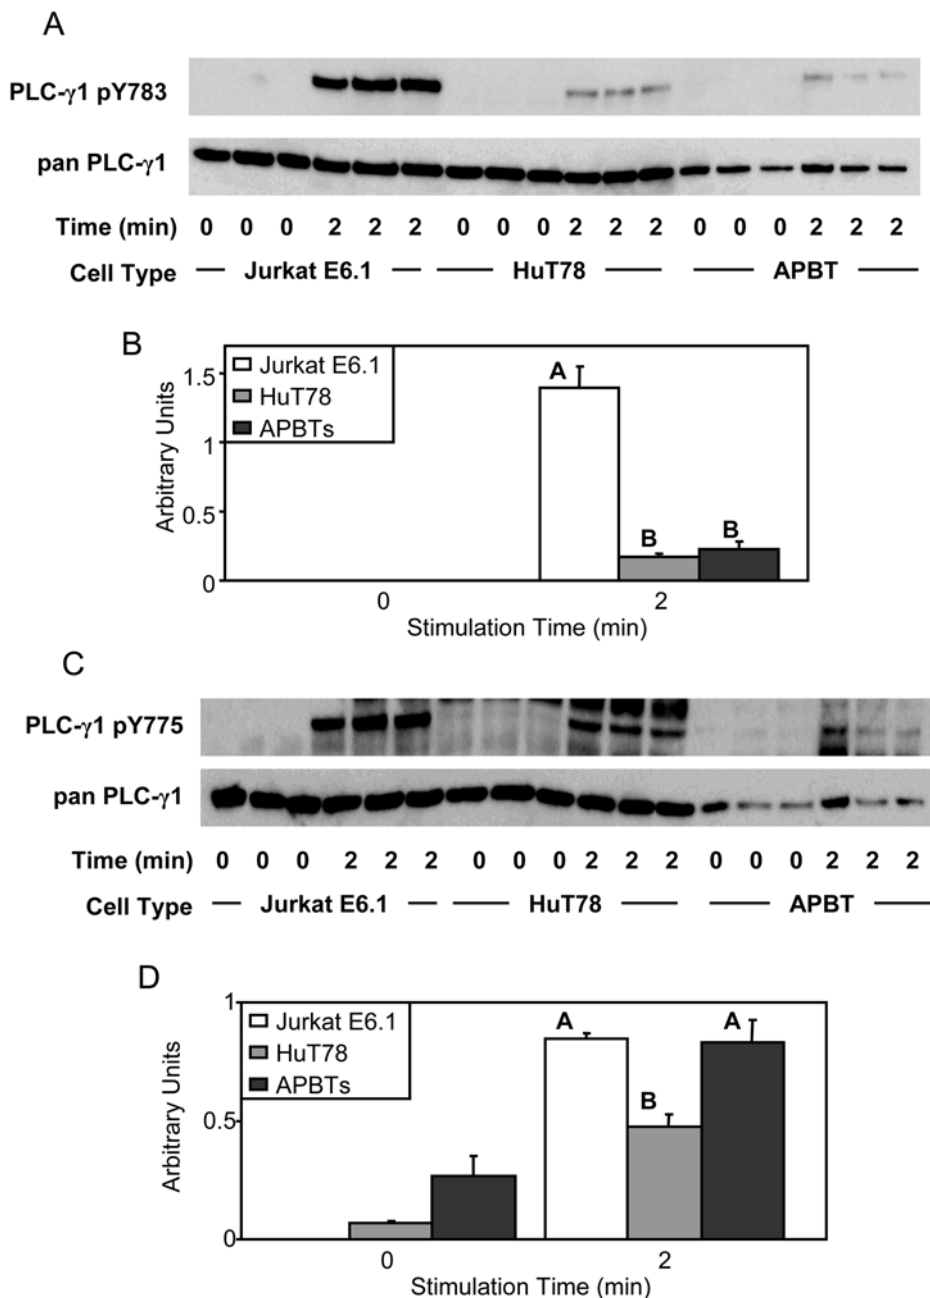 A
PLC-γ1 pY783
pan PLC-γ1
Time (min) 0 0 0 2 2 2 0 0 0 2 2 2 0 0 0 2 2 2
Cell Type Jurkat E6.1 HuT78 APBT
B
Jurkat E6.1
HuT78
APBTs
Arbitrary Units
1.5
1
0.5
0
A
B
B
0 2
Stimulation Time (min)
C
PLC-γ1 pY775
pan PLC-γ1
Time (min) 0 0 0 2 2 2 0 0 0 2 2 2 0 0 0 2 2 2
Cell Type Jurkat E6.1 HuT78 APBT
D
Jurkat E6.1
HuT78
APBTs
Arbitrary Units
1
0.5
0
A
B
A
0 2
Stimulation Time (min)